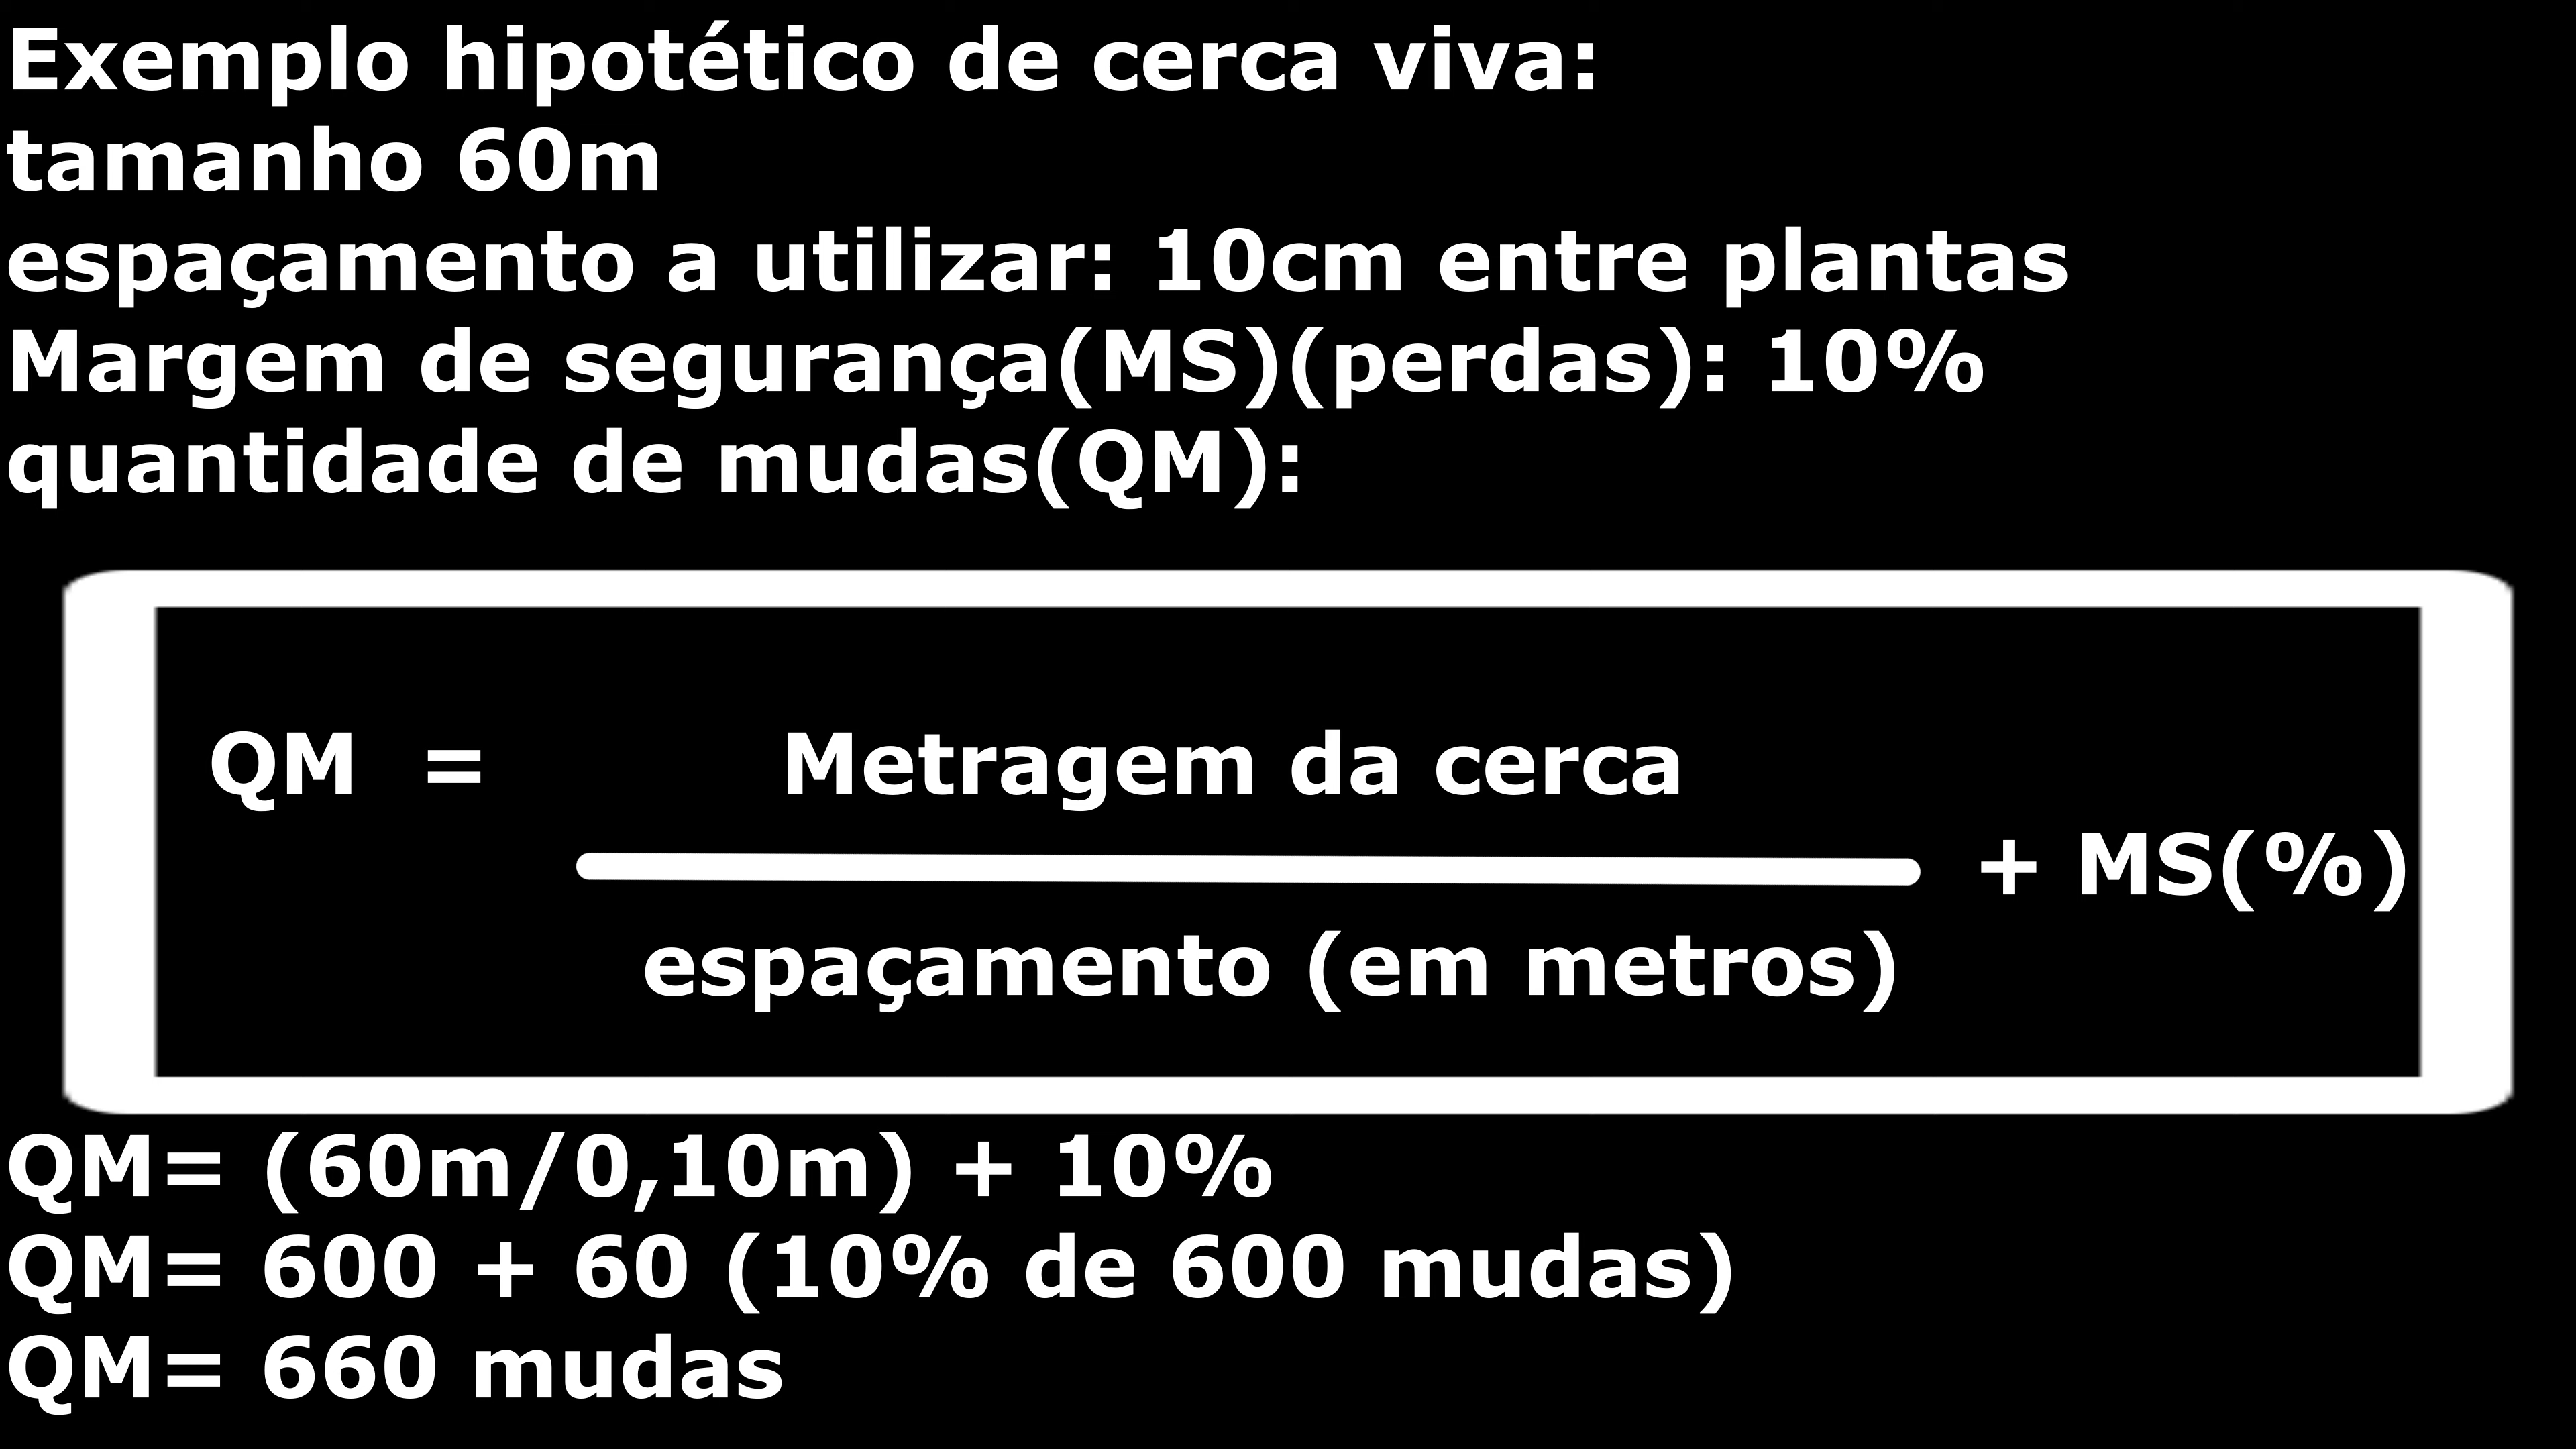 Exemplo hipotético de cerca viva:
tamanho 60m
espaçamento a utilizar: 10cm entre plantas
Margem de segurança(MS)(perdas): 10%
quantidade de mudas(QM):
QM = Metragem da cerca
+ MS(%)
espaçamento (em metros)
QM= (60m/0,10m) + 10%
QM= 600 + 60 (10% de 600 mudas)
QM= 660 mudas